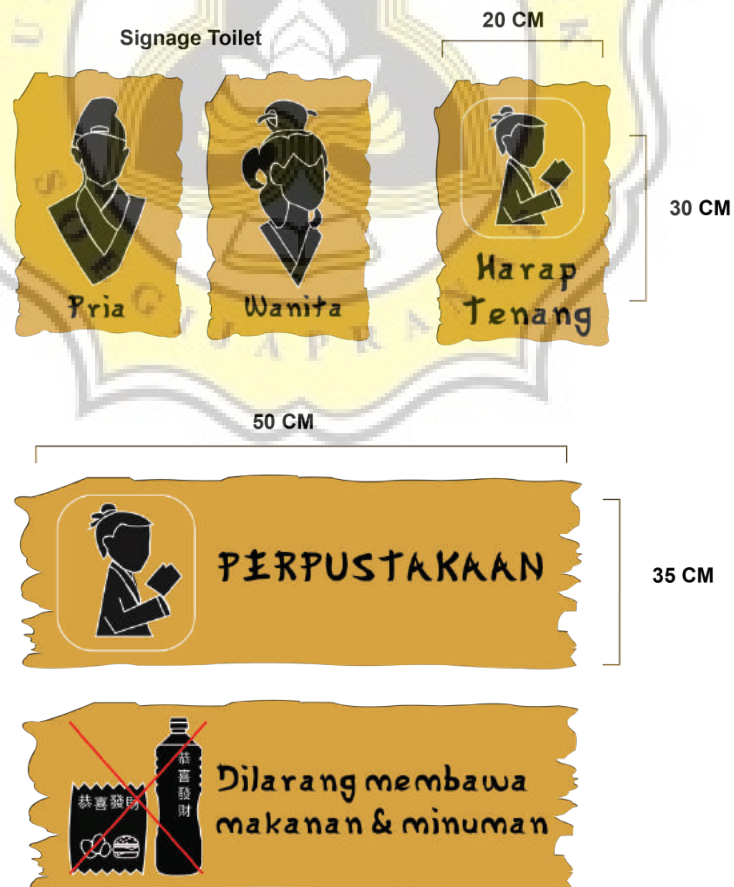 20 CM
Signage Toilet
30 CM
Pria
Wanita
Harap
Tenang
50 CM
PERPUSTAKAAN
35 CM
恭喜發財
恭喜發財
Dilarang membawa
makanan & minuman